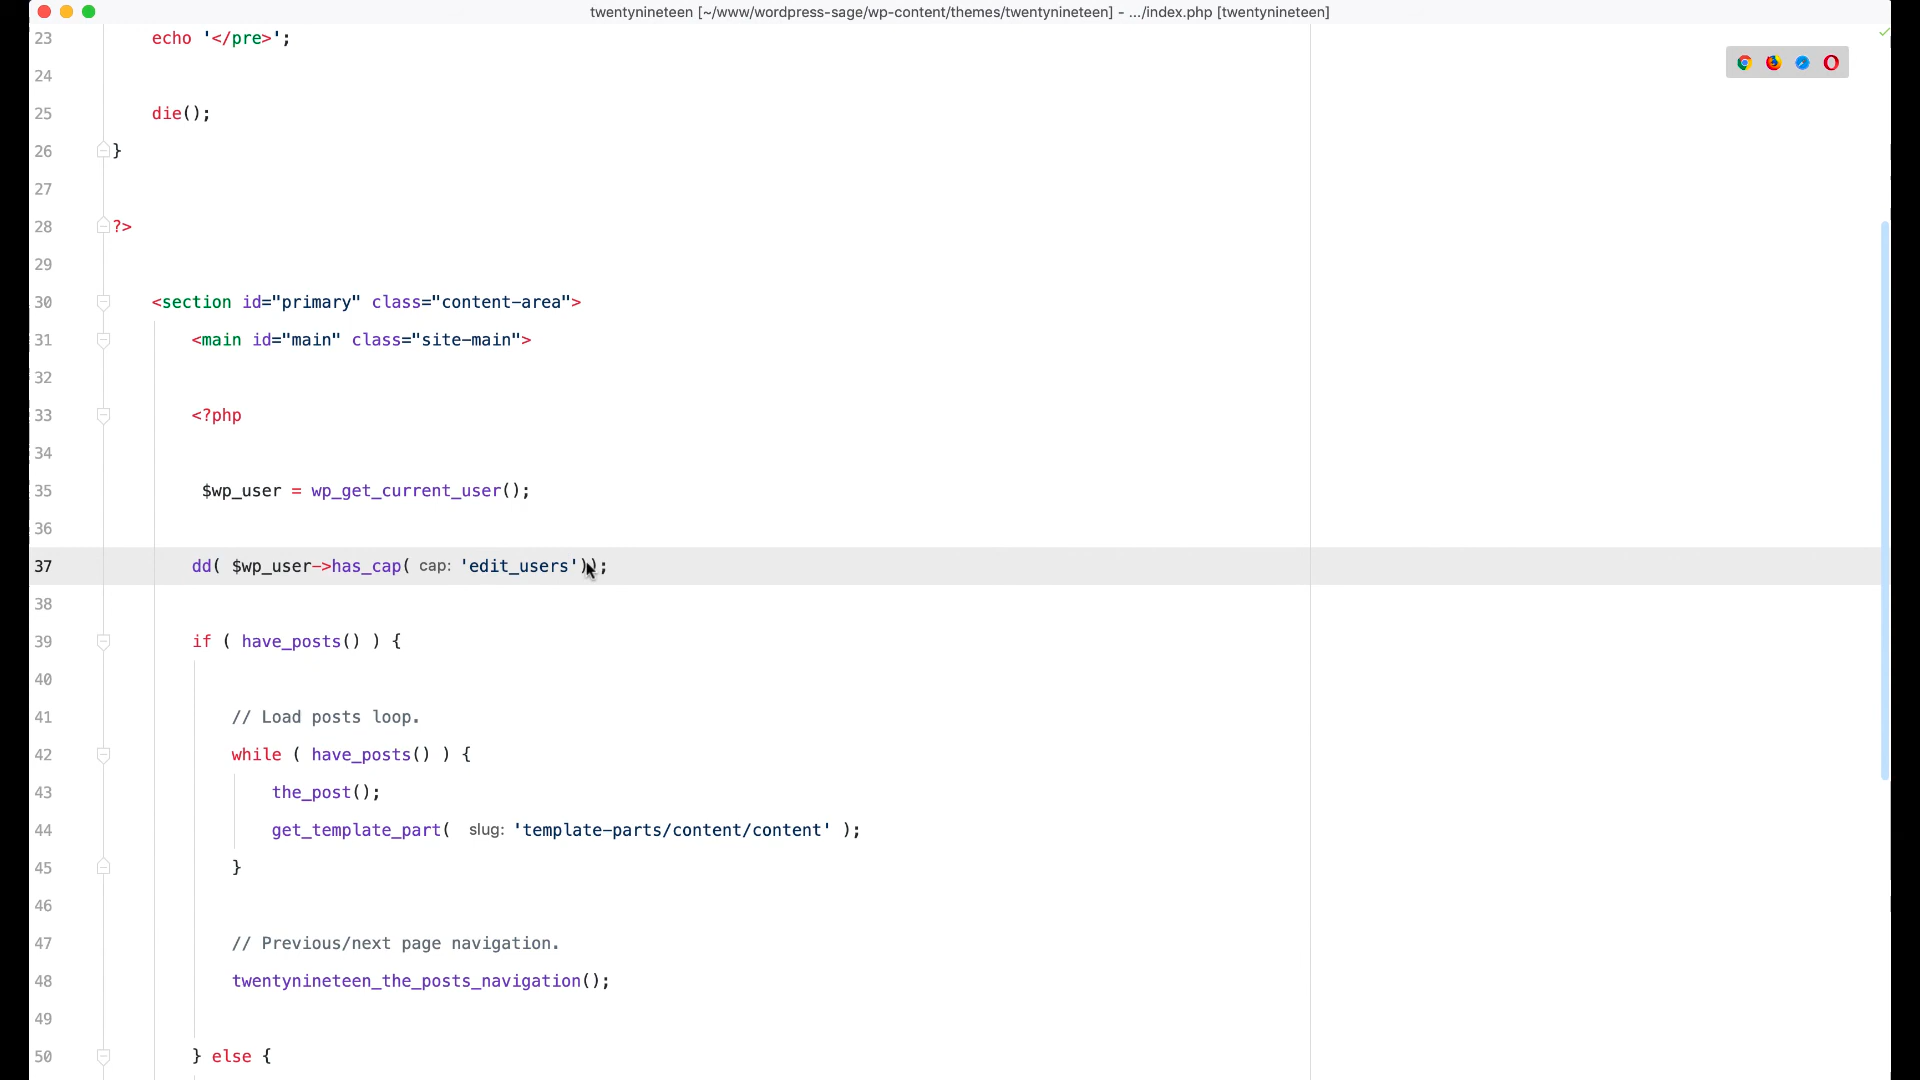 twentynineteen [~/www/wordpress-sage/wp-content/themes/twentynineteen] - .../index.php [twentynineteen]
23 echo '</pre>';
24
25 die();
26 }
27
28 ?>
29
30 <section id="primary" class="content-area">
31 <main id="main" class="site-main">
32
33 <?php
34
35 $wp_user = wp_get_current_user();
36
37 dd( $wp_user->has_cap( cap: 'edit_users'));
38
39 if ( have_posts() ) {
40
41 // Load posts loop.
42 while ( have_posts() ) {
43 the_post();
44 get_template_part( slug: 'template-parts/content/content' );
45 }
46
47 // Previous/next page navigation.
48 twentynineteen_the_posts_navigation();
49
50 } else {